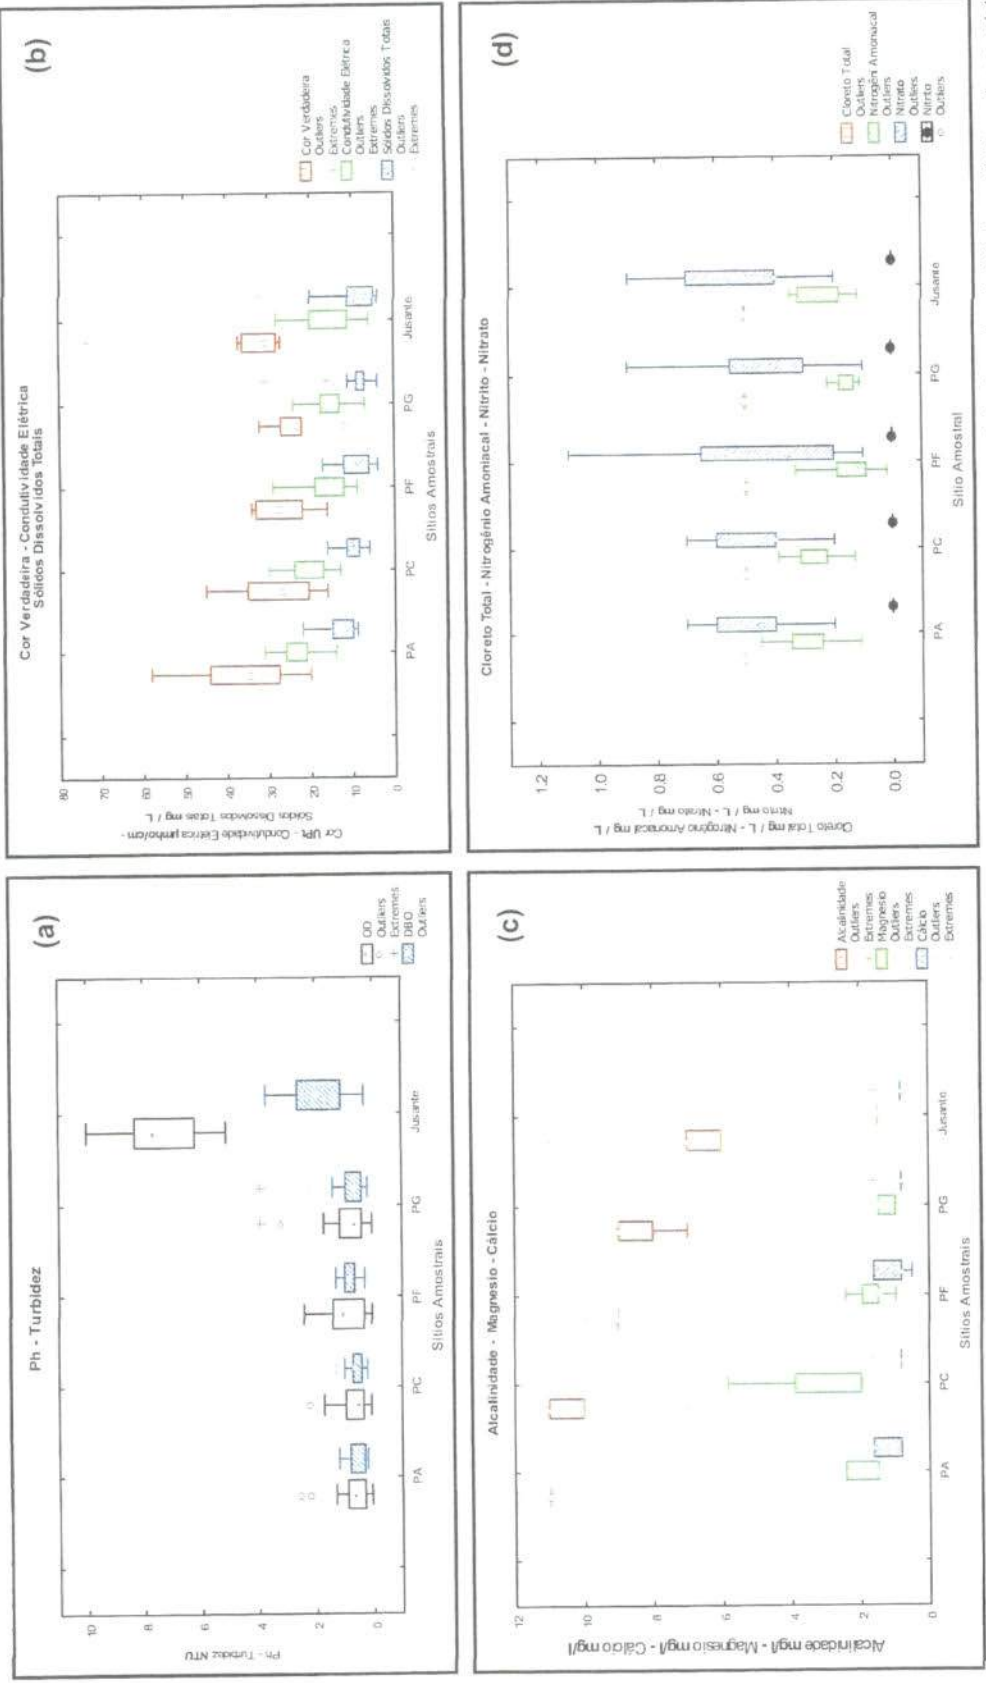 (a)
Ph - Turbidez
Ph - Turbidez NTU
10
8
6
4
2
0
PA
PC
PF
PG
Jusante
Sítios Amostrais
OD
Outliers
Extremes
DBO
Outliers
(b)
Cor Verdadeira - Condutividade Elétrica
Sólidos Dissolvidos Totais
Cor UPt - Condutividade Elétrica µmho/cm -
Sólidos Dissolvidos Totais mg / L
80
70
60
50
40
30
20
10
0
PA
PC
PF
PG
Jusante
Sítios Amostrais
Cor Verdadeira
Outliers
Extremes
Condutividade Elétrica
Outliers
Extremes
Sólidos Dissolvidos Totais
Outliers
Extremes
(c)
Alcalinidade - Magnesio - Cálcio
Alcalinidade mg/l - Magnesio mg/l - Cálcio mg/l
12
10
8
6
4
2
0
PA
PC
PF
PG
Jusante
Sítios Amostrais
Alcalinidade
Outliers
Extremes
Magnesio
Outliers
Extremes
Cálcio
Outliers
Extremes
(d)
Cloreto Total - Nitrogênio Amoniacal - Nitrito - Nitrato
Cloreto Total mg / L - Nitrogênio Amonacal mg / L
Nitrito mg / L - Nitrato mg / L
1.2
1.0
0.8
0.6
0.4
0.2
0.0
PA
PC
PF
PG
Jusante
Sítio Amostral
Cloreto Total
Outliers
Nitrogêni Amonacal
Outliers
Nitrato
Outliers
Nitrito
Outliers